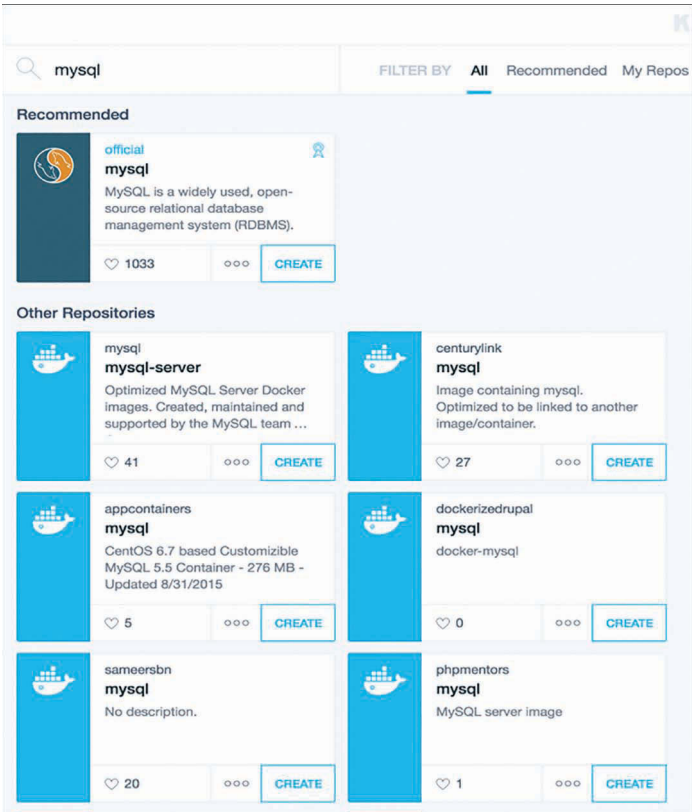 K
mysql
FILTER BY All Recommended My Repos
Recommended
official
mysql
MySQL is a widely used, open-
source relational database
management system (RDBMS).
1033
CREATE
Other Repositories
mysql
mysql-server
Optimized MySQL Server Docker
images. Created, maintained and
supported by the MySQL team ...
41
CREATE
centurylink
mysql
Image containing mysql.
Optimized to be linked to another
image/container.
27
CREATE
appcontainers
mysql
CentOS 6.7 based Customizible
MySQL 5.5 Container - 276 MB -
Updated 8/31/2015
5
CREATE
dockerizedrupal
mysql
docker-mysql
0
CREATE
sameersbn
mysql
No description.
20
CREATE
phpmentors
mysql
MySQL server image
1
CREATE